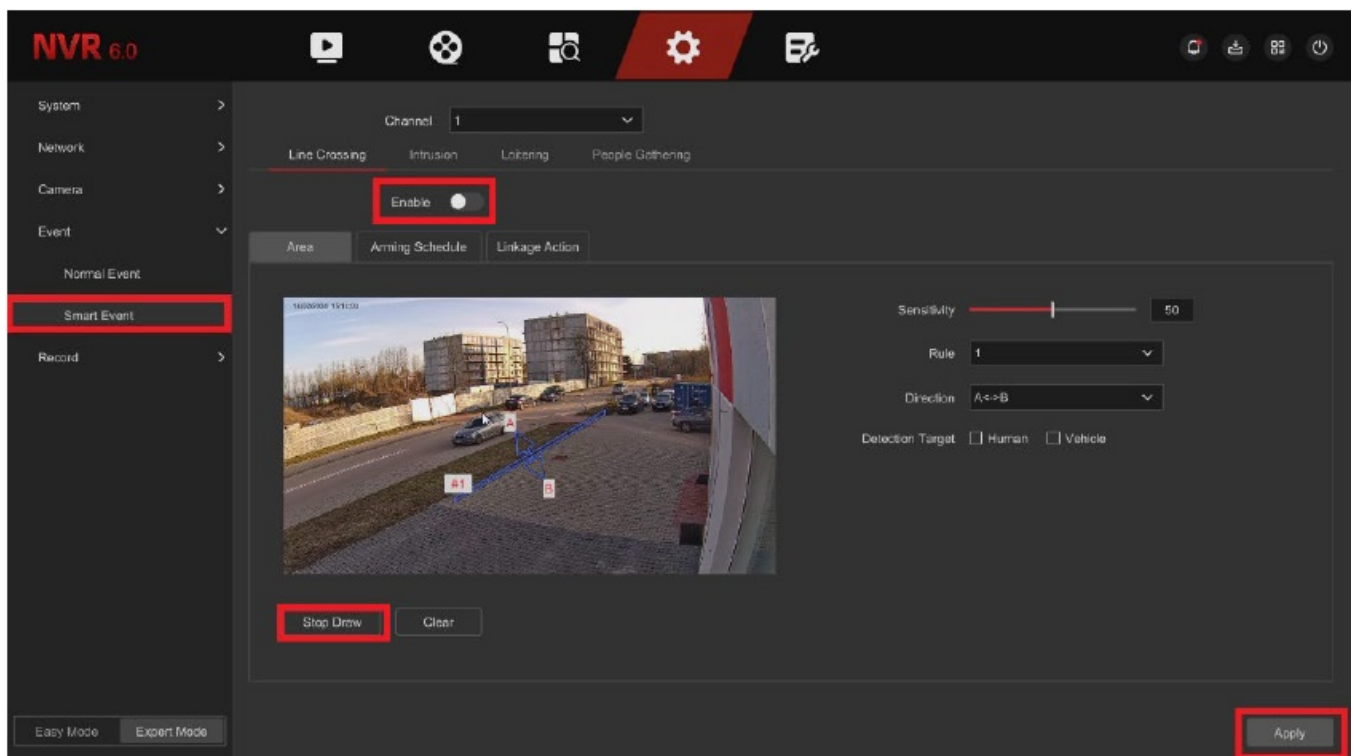 NVR 6.0
System
Network
Camera
Event
Normal Event
Smart Event
Record
Easy Mode Expert Mode
Channel 1
Line Crossing Intrusion Loitering People Gathering
Enable
Area Arming Schedule Linkage Action
A
#1
B
Stop Draw Clear
Sensitivity 50
Rule 1
Direction A<->B
Detection Target Human Vehicle
Apply